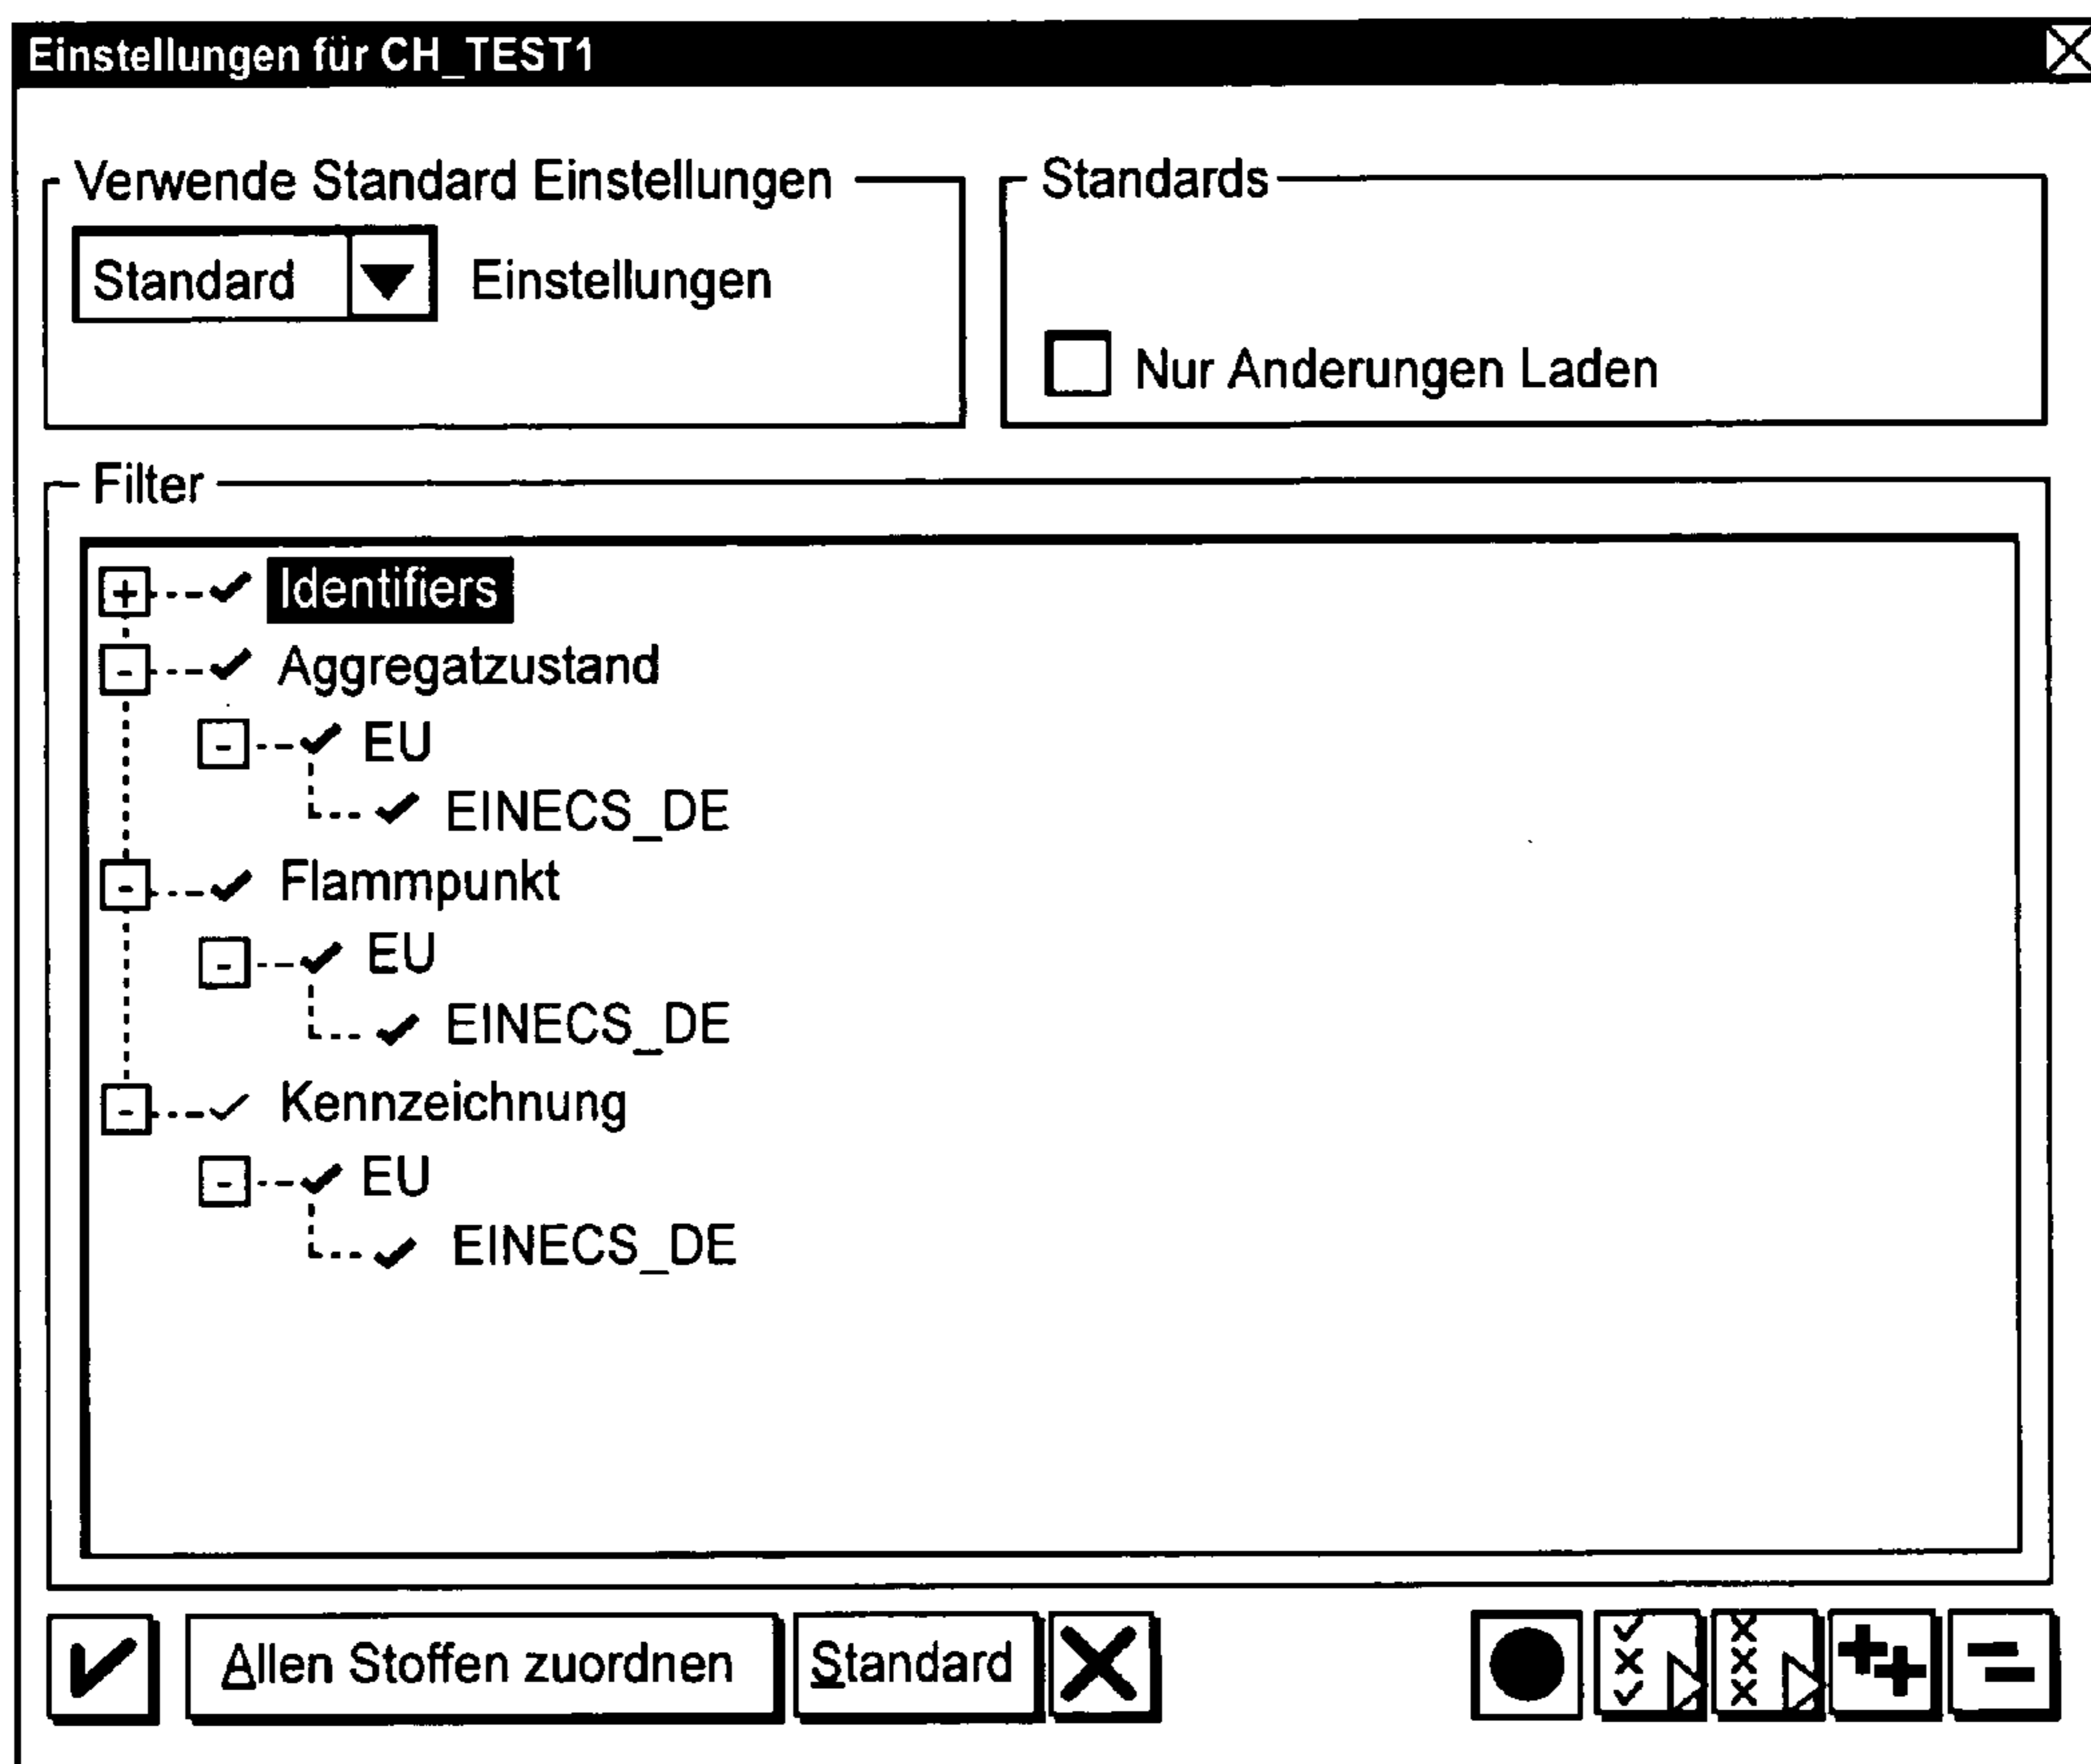 Einstellungen für CH_TEST1
Verwende Standard Einstellungen
Standards
Standard
Einstellungen
Nur Anderungen Laden
Filter
Identifiers
Aggregatzustand
EU
EINECS_DE
Flammpunkt
EU
EINECS_DE
Kennzeichnung
EU
EINECS_DE
Allen Stoffen zuordnen
Standard